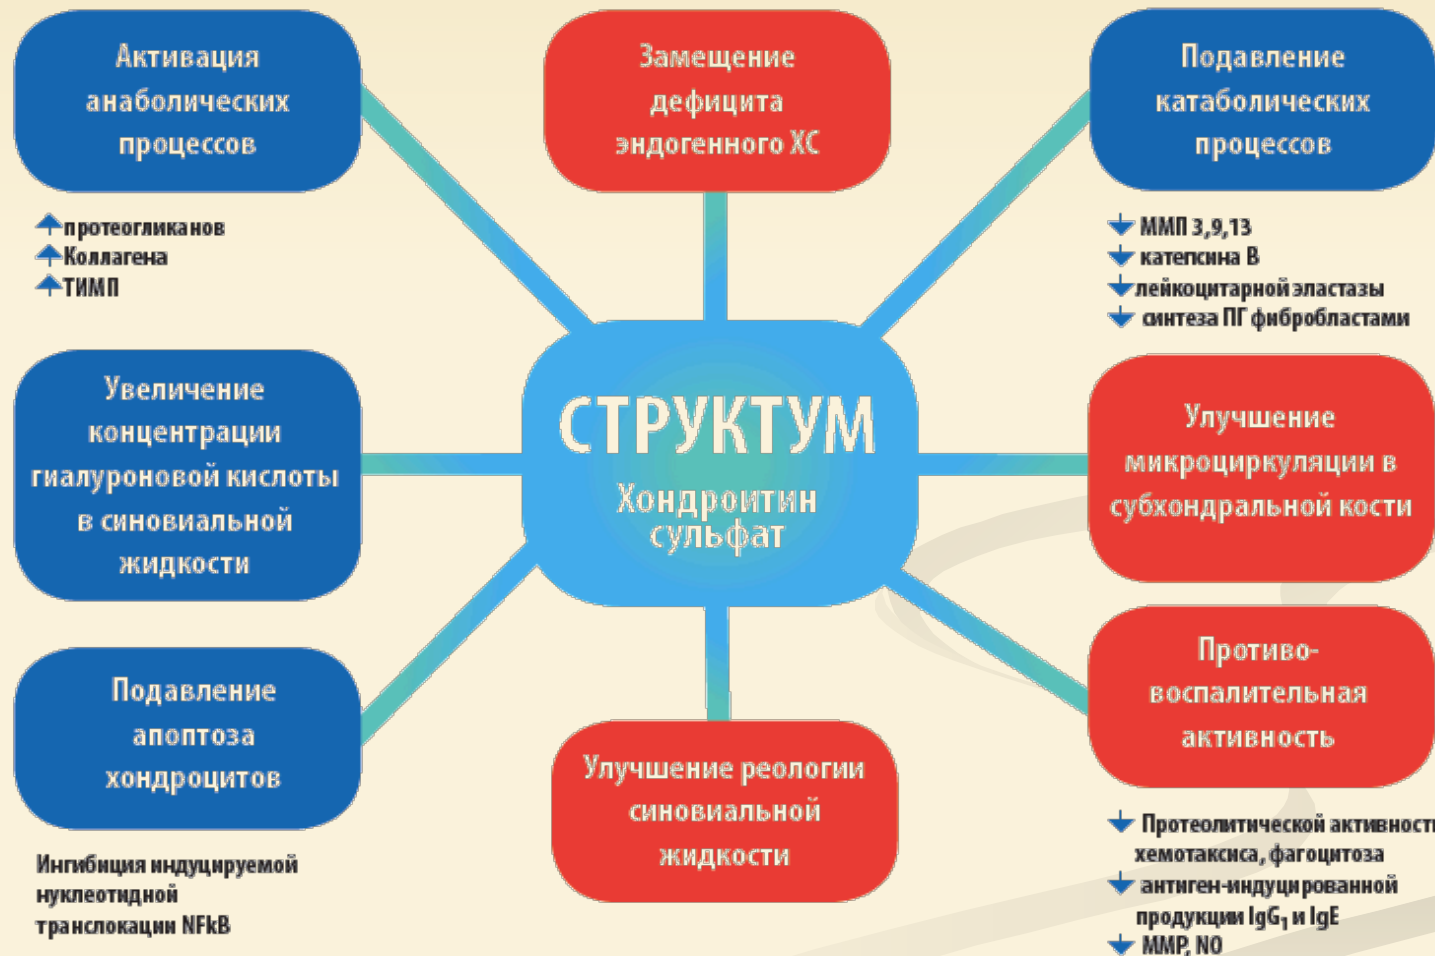 Активация
анаболических
процессов
протеогликанов
Коллагена
ТИМП
Замещение
дефицита
эндогенного ХС
Подавление
катаболических
процессов
ММП 3,9,13
катепсина В
лейкоцитарной эластазы
синтеза ПГ фибробластами
Увеличение
концентрации
гиалуроновой кислоты
в синовиальной
жидкости
СТРУКТУМ
Хондроитин
сульфат
Улучшение
микроциркуляции в
субхондральной кости
Подавление
апоптоза
хондроцитов
Ингибиция индуцируемой
нуклеотидной
транслокации NFkB
Улучшение реологии
синовиальной
жидкости
Противо-
воспалительная
активность
Протеолитической активност
хемотаксиса, фагоцитоза
антиген-индуцированной
продукции IgG₁ и IgE
ММР, NO